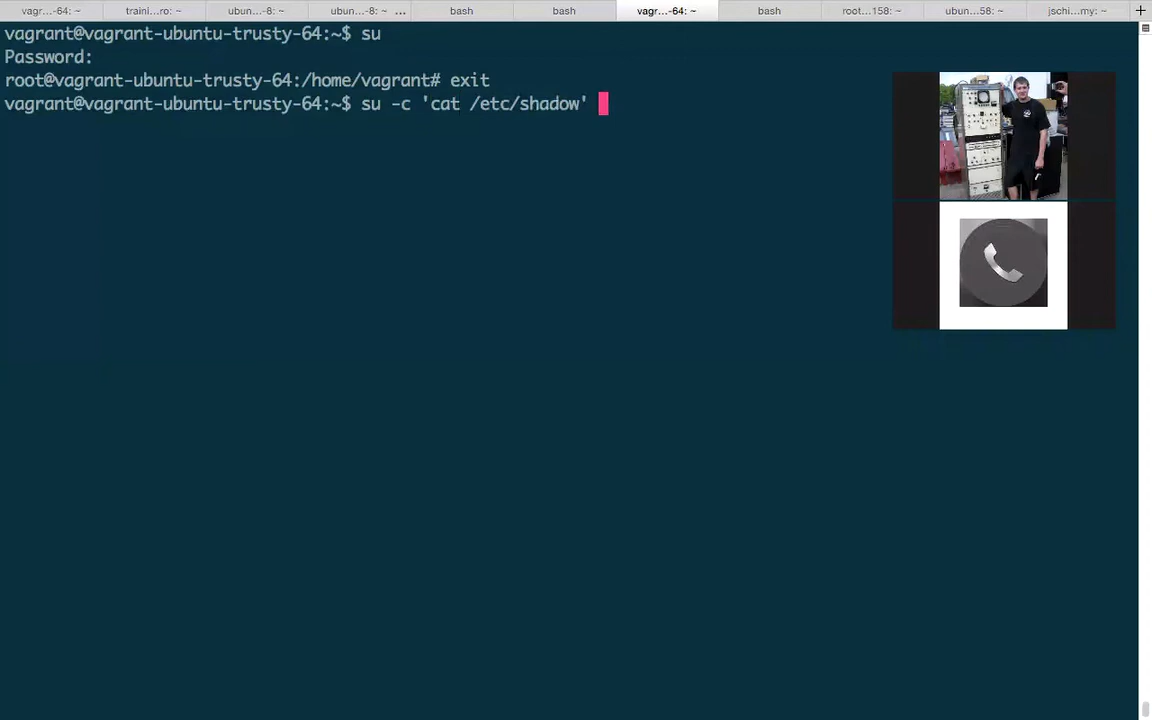 vagr...-64: ~
traini...ro: ~
ubun...-8: ~
ubun...-8: ~ ...
bash
bash
vagr...-64: ~
bash
root...158: ~
ubun...58: ~
jschi...my: ~
vagrant@vagrant-ubuntu-trusty-64:~$ su
Password:
root@vagrant-ubuntu-trusty-64:/home/vagrant# exit
vagrant@vagrant-ubuntu-trusty-64:~$ su -c 'cat /etc/shadow'